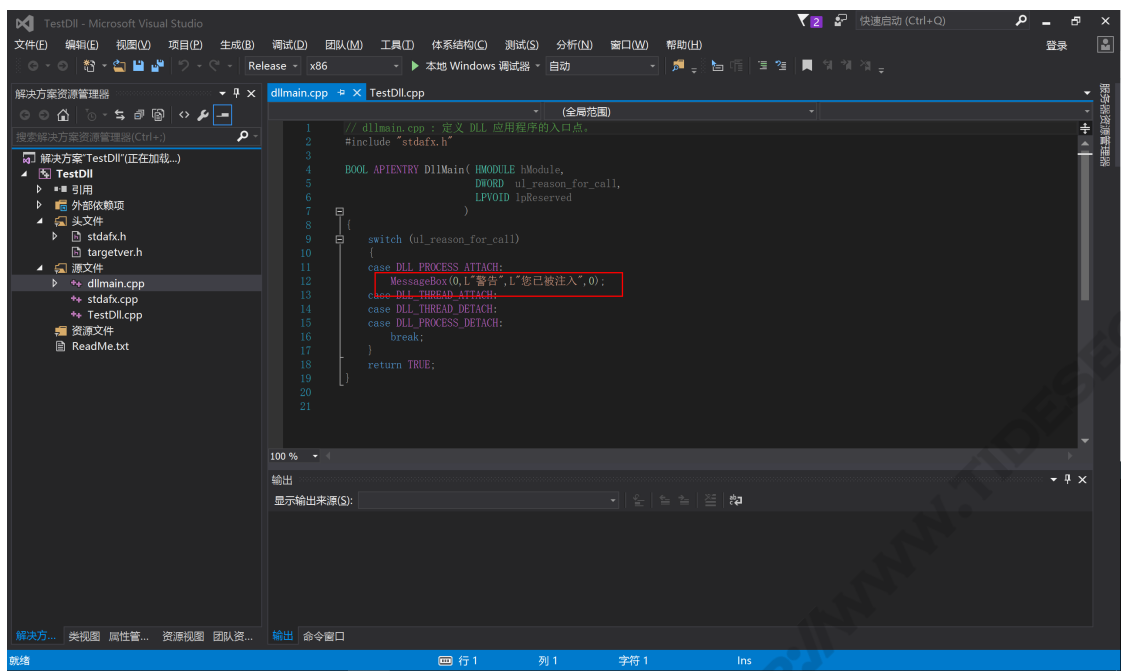 TestDll - Microsoft Visual Studio
2
快速启动 (Ctrl+Q)
文件(F) 编辑(E) 视图(V) 项目(P) 生成(B) 调试(D) 团队(M) 工具(T) 体系结构(C) 测试(S) 分析(N) 窗口(W) 帮助(H) 登录
Release x86 本地 Windows 调试器 自动
解决方案资源管理器
搜索解决方案资源管理器(Ctrl+;)
解决方案"TestDll"(正在加载...)
TestDll
引用
外部依赖项
头文件
stdafx.h
targetver.h
源文件
dllmain.cpp
stdafx.cpp
TestDll.cpp
资源文件
ReadMe.txt
解决方... 类视图 属性管... 资源视图 团队资...
dllmain.cpp TestDll.cpp
(全局范围)
1 // dllmain.cpp : 定义 DLL 应用程序的入口点。
2 #include "stdafx.h"
3
4 BOOL APIENTRY DllMain( HMODULE hModule,
5 DWORD ul_reason_for_call,
6 LPVOID lpReserved
7 )
8 {
9 switch (ul_reason_for_call)
10 {
11 case DLL_PROCESS_ATTACH:
12 MessageBox(0,L"警告",L"您已被注入",0);
13 case DLL_THREAD_ATTACH:
14 case DLL_THREAD_DETACH:
15 case DLL_PROCESS_DETACH:
16 break;
17 }
18 return TRUE;
19 }
20
21
100 %
输出
显示输出来源(S):
输出 命令窗口
服务器资源管理器
就绪 行 1 列 1 字符 1 Ins